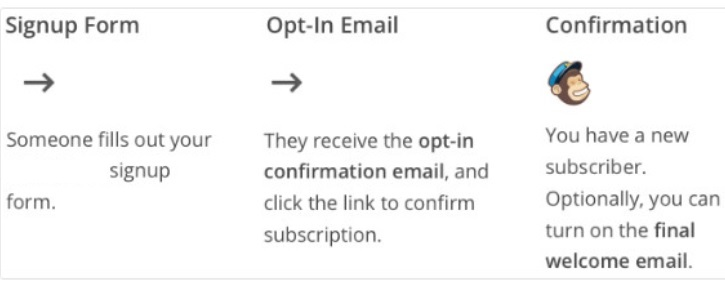 Signup Form
→
Someone fills out your
signup
form.
Opt-In Email
→
They receive the opt-in
confirmation email, and
click the link to confirm
subscription.
Confirmation
You have a new
subscriber.
Optionally, you can
turn on the final
welcome email.